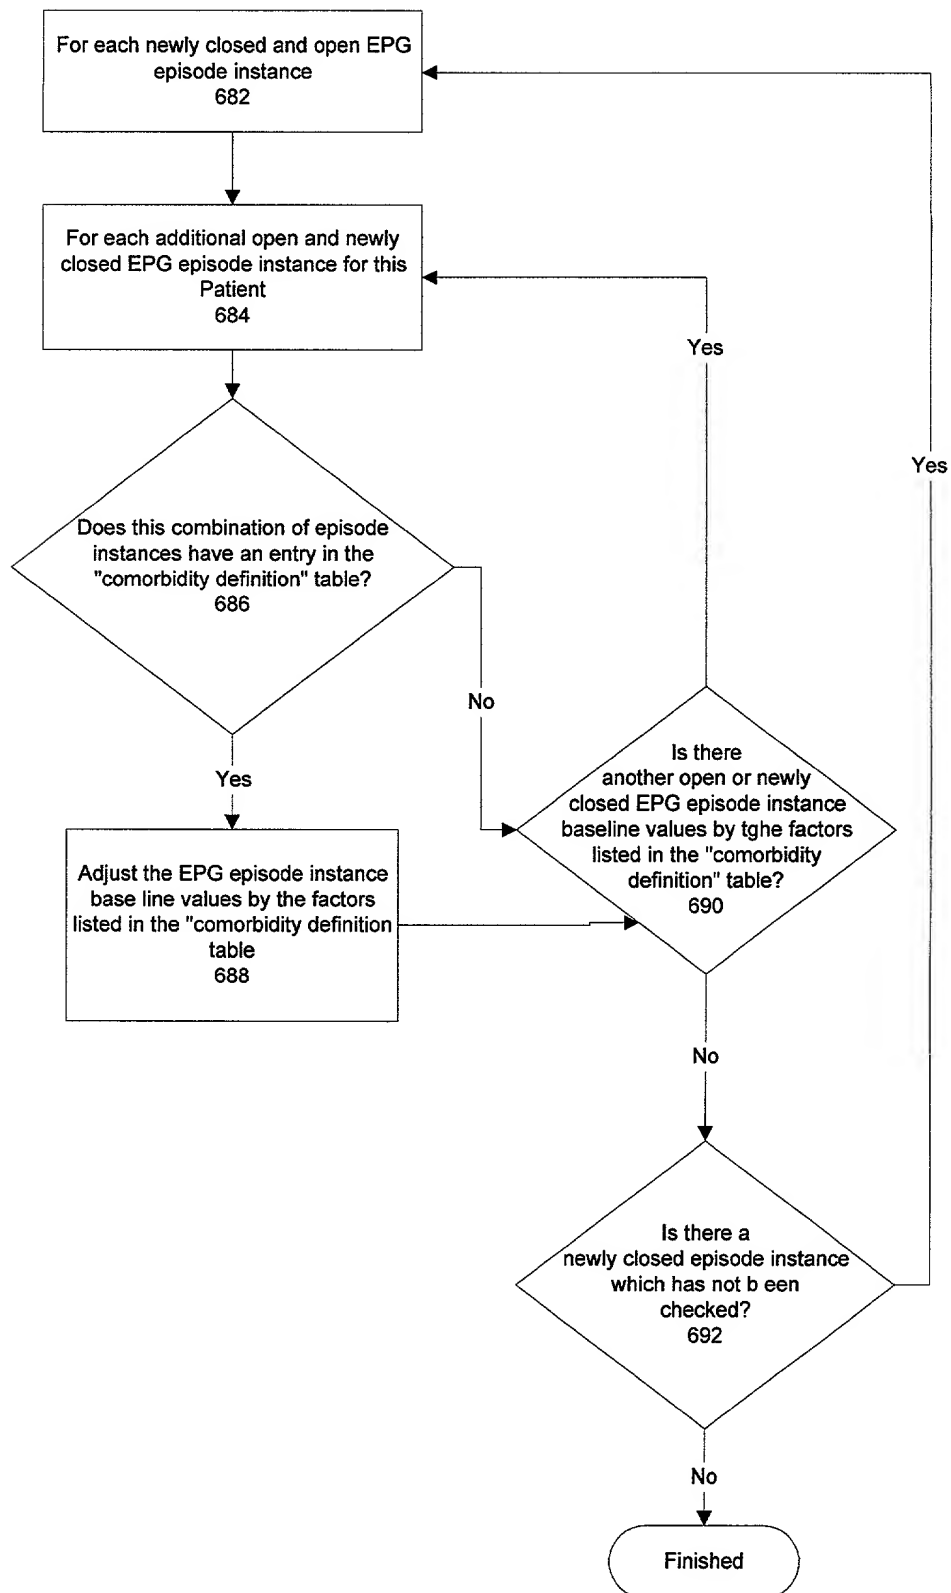 For each newly closed and open EPG
episode instance
682
For each additional open and newly
closed EPG episode instance for this
Patient
684
Yes
Yes
Does this combination of episode
instances have an entry in the
"comorbidity definition" table?
686
No
Yes
Is there
another open or newly
closed EPG episode instance
baseline values by tghe factors
listed in the "comorbidity
definition" table?
690
Adjust the EPG episode instance
base line values by the factors
listed in the "comorbidity definition
table
688
No
Is there a
newly closed episode instance
which has not b een
checked?
692
No
Finished